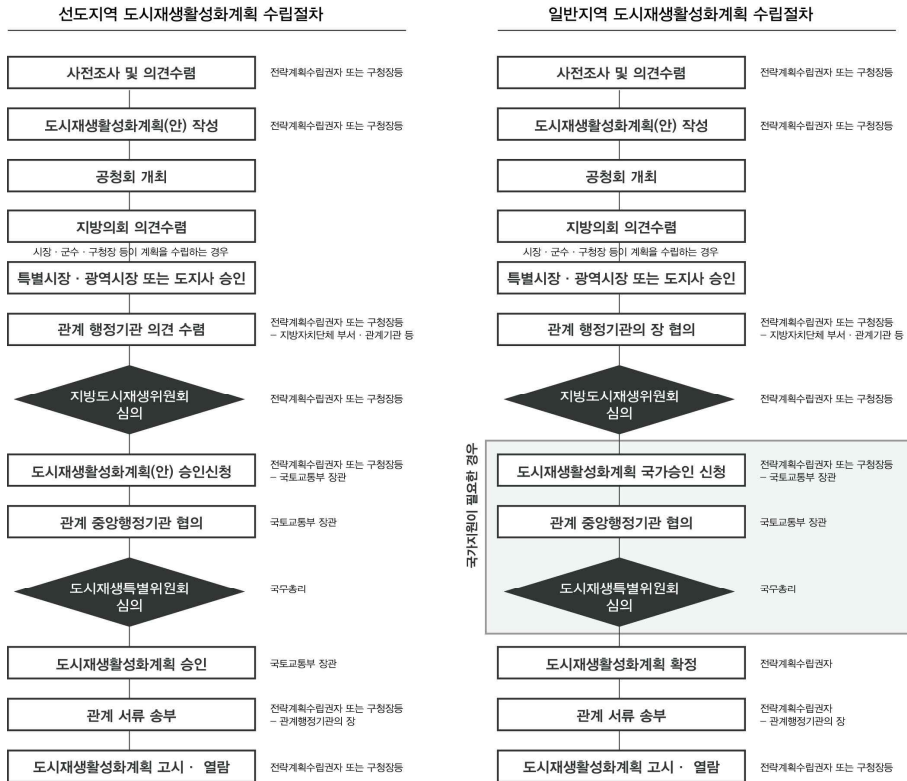 선도지역 도시재생활성화계획 수립절차
사전조사 및 의견수렴
전략계획수립권자 또는 구청장등
도시재생활성화계획(안) 작성
전략계획수립권자 또는 구청장등
공청회 개최
지방의회 의견수렴
시장 · 군수 · 구청장 등이 계획을 수립하는 경우
특별시장 · 광역시장 또는 도지사 승인
관계 행정기관 의견 수렴
전략계획수립권자 또는 구청장등
– 지방자치단체 부서 · 관계기관 등
지방도시재생위원회
심의
전략계획수립권자 또는 구청장등
도시재생활성화계획(안) 승인신청
전략계획수립권자 또는 구청장등
– 국토교통부 장관
관계 중앙행정기관 협의
국토교통부 장관
도시재생특별위원회
심의
국무총리
도시재생활성화계획 승인
국토교통부 장관
관계 서류 송부
전략계획수립권자 또는 구청장등
– 관계행정기관의 장
도시재생활성화계획 고시 · 열람
전략계획수립권자 또는 구청장등
일반지역 도시재생활성화계획 수립절차
사전조사 및 의견수렴
전략계획수립권자 또는 구청장등
도시재생활성화계획(안) 작성
전략계획수립권자 또는 구청장등
공청회 개최
지방의회 의견수렴
시장 · 군수 · 구청장 등이 계획을 수립하는 경우
특별시장 · 광역시장 또는 도지사 승인
관계 행정기관의 장 협의
전략계획수립권자 또는 구청장등
– 지방자치단체 부서 · 관계기관 등
지방도시재생위원회
심의
전략계획수립권자 또는 구청장등
국가지원이 필요한 경우
도시재생활성화계획 국가승인 신청
전략계획수립권자 또는 구청장등
– 국토교통부 장관
관계 중앙행정기관 협의
국토교통부 장관
도시재생특별위원회
심의
국무총리
도시재생활성화계획 확정
전략계획수립권자
관계 서류 송부
전략계획수립권자
– 관계행정기관의 장
도시재생활성화계획 고시 · 열람
전략계획수립권자 또는 구청장등